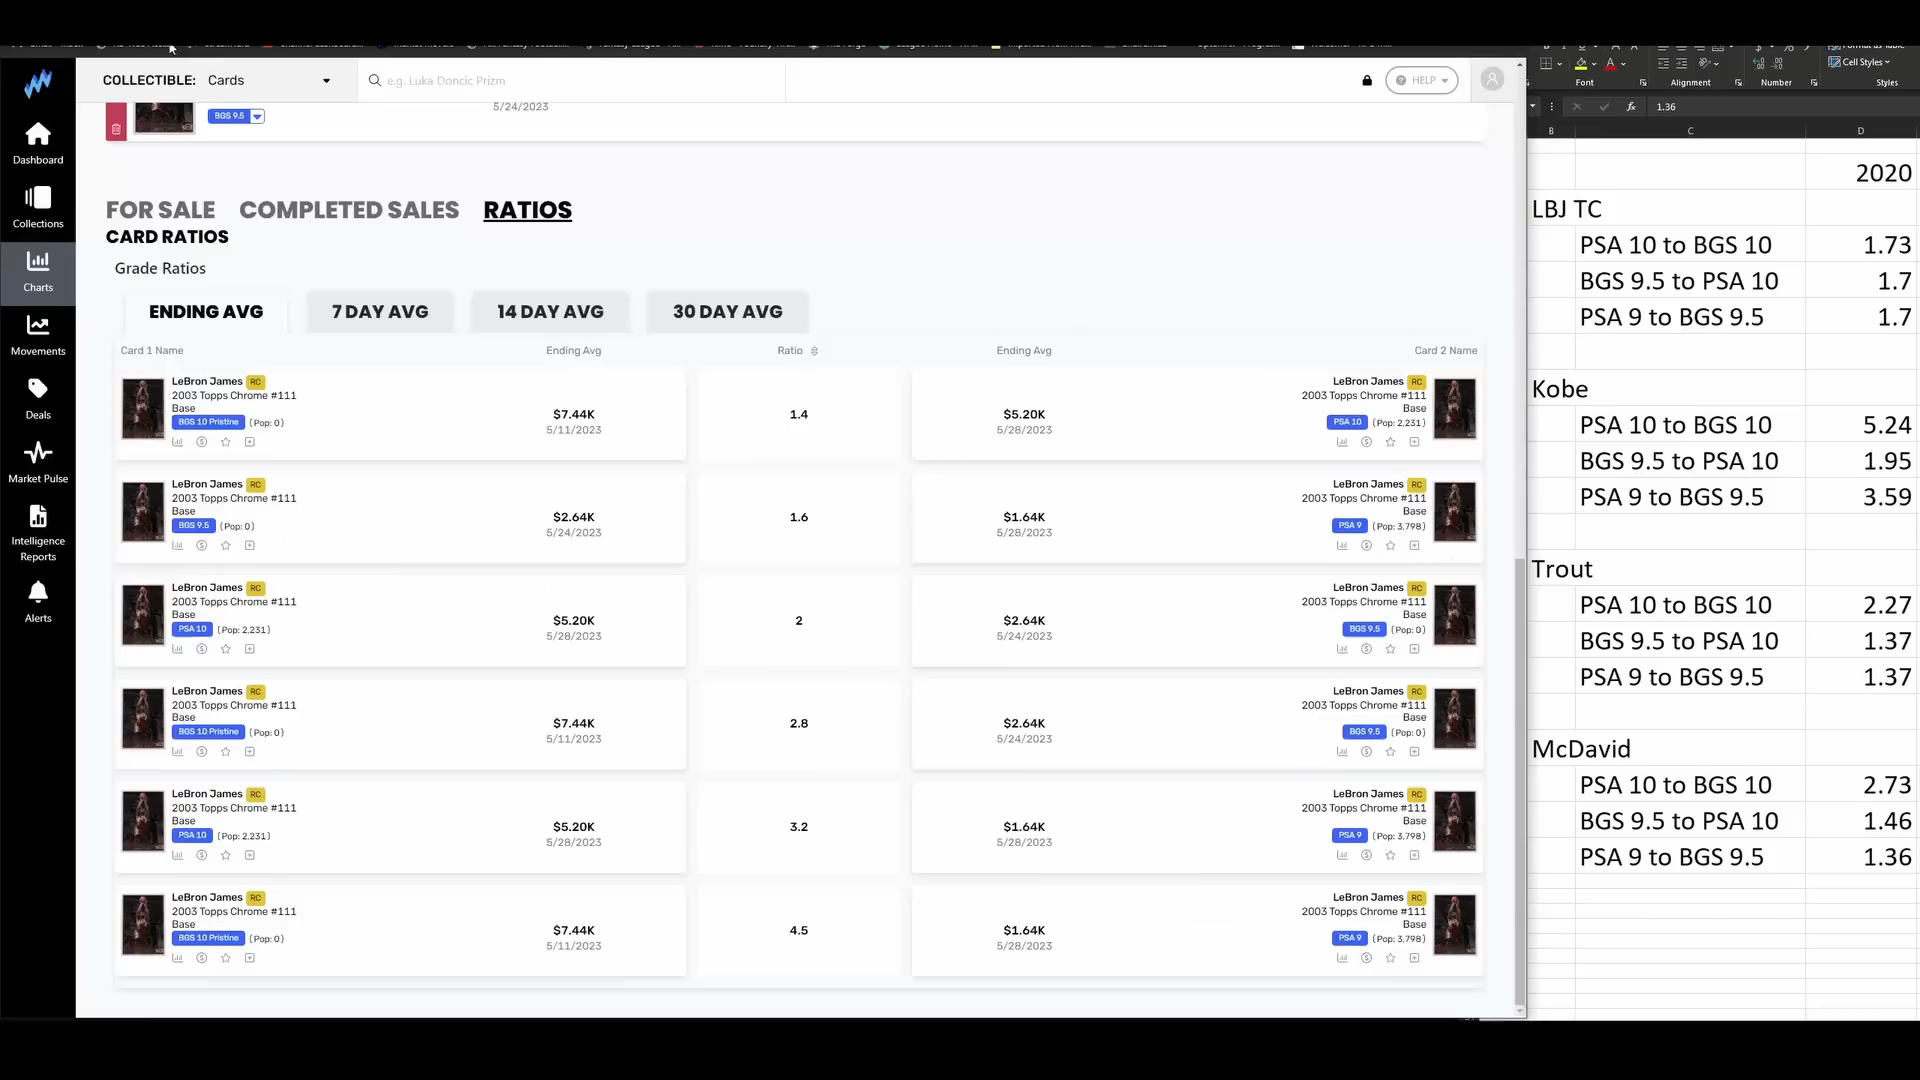 COLLECTIBLE: Cards
e.g. Luka Doncic Prizm
HELP
Dashboard
Collections
Charts
Movements
Deals
Market Pulse
Intelligence
Reports
Alerts
BGS 9.5
5/24/2023
FOR SALE COMPLETED SALES RATIOS
CARD RATIOS
Grade Ratios
ENDING AVG 7 DAY AVG 14 DAY AVG 30 DAY AVG
Card 1 Name Ending Avg Ratio Ending Avg Card 2 Name
LeBron James RC
2003 Topps Chrome #111
Base
BGS 10 Pristine (Pop: 0)
$7.44K
5/11/2023
1.4
$5.20K
5/28/2023
LeBron James RC
2003 Topps Chrome #111
Base
PSA 10 (Pop: 2,231)
LeBron James RC
2003 Topps Chrome #111
Base
BGS 9.5 (Pop: 0)
$2.64K
5/24/2023
1.6
$1.64K
5/28/2023
LeBron James RC
2003 Topps Chrome #111
Base
PSA 9 (Pop: 3,798)
LeBron James RC
2003 Topps Chrome #111
Base
PSA 10 (Pop: 2,231)
$5.20K
5/28/2023
2
$2.64K
5/24/2023
LeBron James RC
2003 Topps Chrome #111
Base
BGS 9.5 (Pop: 0)
LeBron James RC
2003 Topps Chrome #111
Base
BGS 10 Pristine (Pop: 0)
$7.44K
5/11/2023
2.8
$2.64K
5/24/2023
LeBron James RC
2003 Topps Chrome #111
Base
BGS 9.5 (Pop: 0)
LeBron James RC
2003 Topps Chrome #111
Base
PSA 10 (Pop: 2,231)
$5.20K
5/28/2023
3.2
$1.64K
5/28/2023
LeBron James RC
2003 Topps Chrome #111
Base
PSA 9 (Pop: 3,798)
LeBron James RC
2003 Topps Chrome #111
Base
BGS 10 Pristine (Pop: 0)
$7.44K
5/11/2023
4.5
$1.64K
5/28/2023
LeBron James RC
2003 Topps Chrome #111
Base
PSA 9 (Pop: 3,798)
Cell Styles
Font Alignment Number Styles
fx 1.36
B C D
2020
LBJ TC
PSA 10 to BGS 10 1.73
BGS 9.5 to PSA 10 1.7
PSA 9 to BGS 9.5 1.7
Kobe
PSA 10 to BGS 10 5.24
BGS 9.5 to PSA 10 1.95
PSA 9 to BGS 9.5 3.59
Trout
PSA 10 to BGS 10 2.27
BGS 9.5 to PSA 10 1.37
PSA 9 to BGS 9.5 1.37
McDavid
PSA 10 to BGS 10 2.73
BGS 9.5 to PSA 10 1.46
PSA 9 to BGS 9.5 1.36